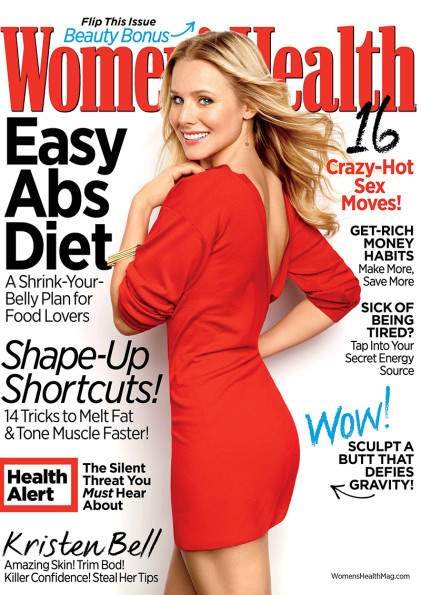 Flip This Issue
Beauty Bonus
Women's Health
Easy
Abs
Diet
A Shrink-Your-
Belly Plan for
Food Lovers
Shape-Up
Shortcuts!
14 Tricks to Melt Fat
& Tone Muscle Faster!
Health
Alert
The Silent
Threat You
Must Hear
About
Kristen Bell
Amazing Skin! Trim Bod!
Killer Confidence! Steal Her Tips
16
Crazy-Hot
Sex
Moves!
GET-RICH
MONEY
HABITS
Make More,
Save More
SICK OF
BEING
TIRED?
Tap Into Your
Secret Energy
Source
WOW!
SCULPT A
BUTT THAT
DEFIES
GRAVITY!
WomensHealthMag.com